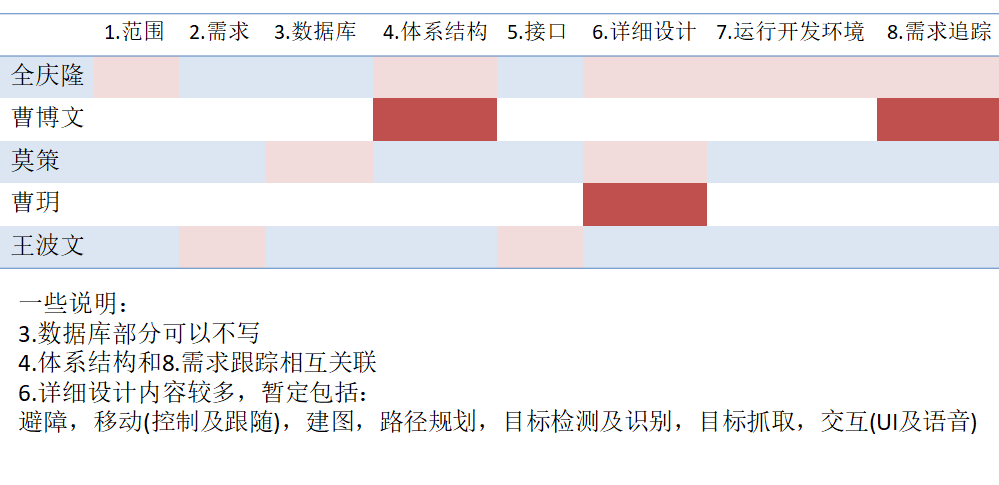 1.范围 2.需求 3.数据库 4.体系结构 5.接口 6.详细设计 7.运行开发环境 8.需求追踪
全庆隆
曹博文
莫策
曹玥
王波文
一些说明：
3.数据库部分可以不写
4.体系结构和8.需求跟踪相互关联
6.详细设计内容较多，暂定包括：
避障，移动(控制及跟随)，建图，路径规划，目标检测及识别，目标抓取，交互(UI及语音)